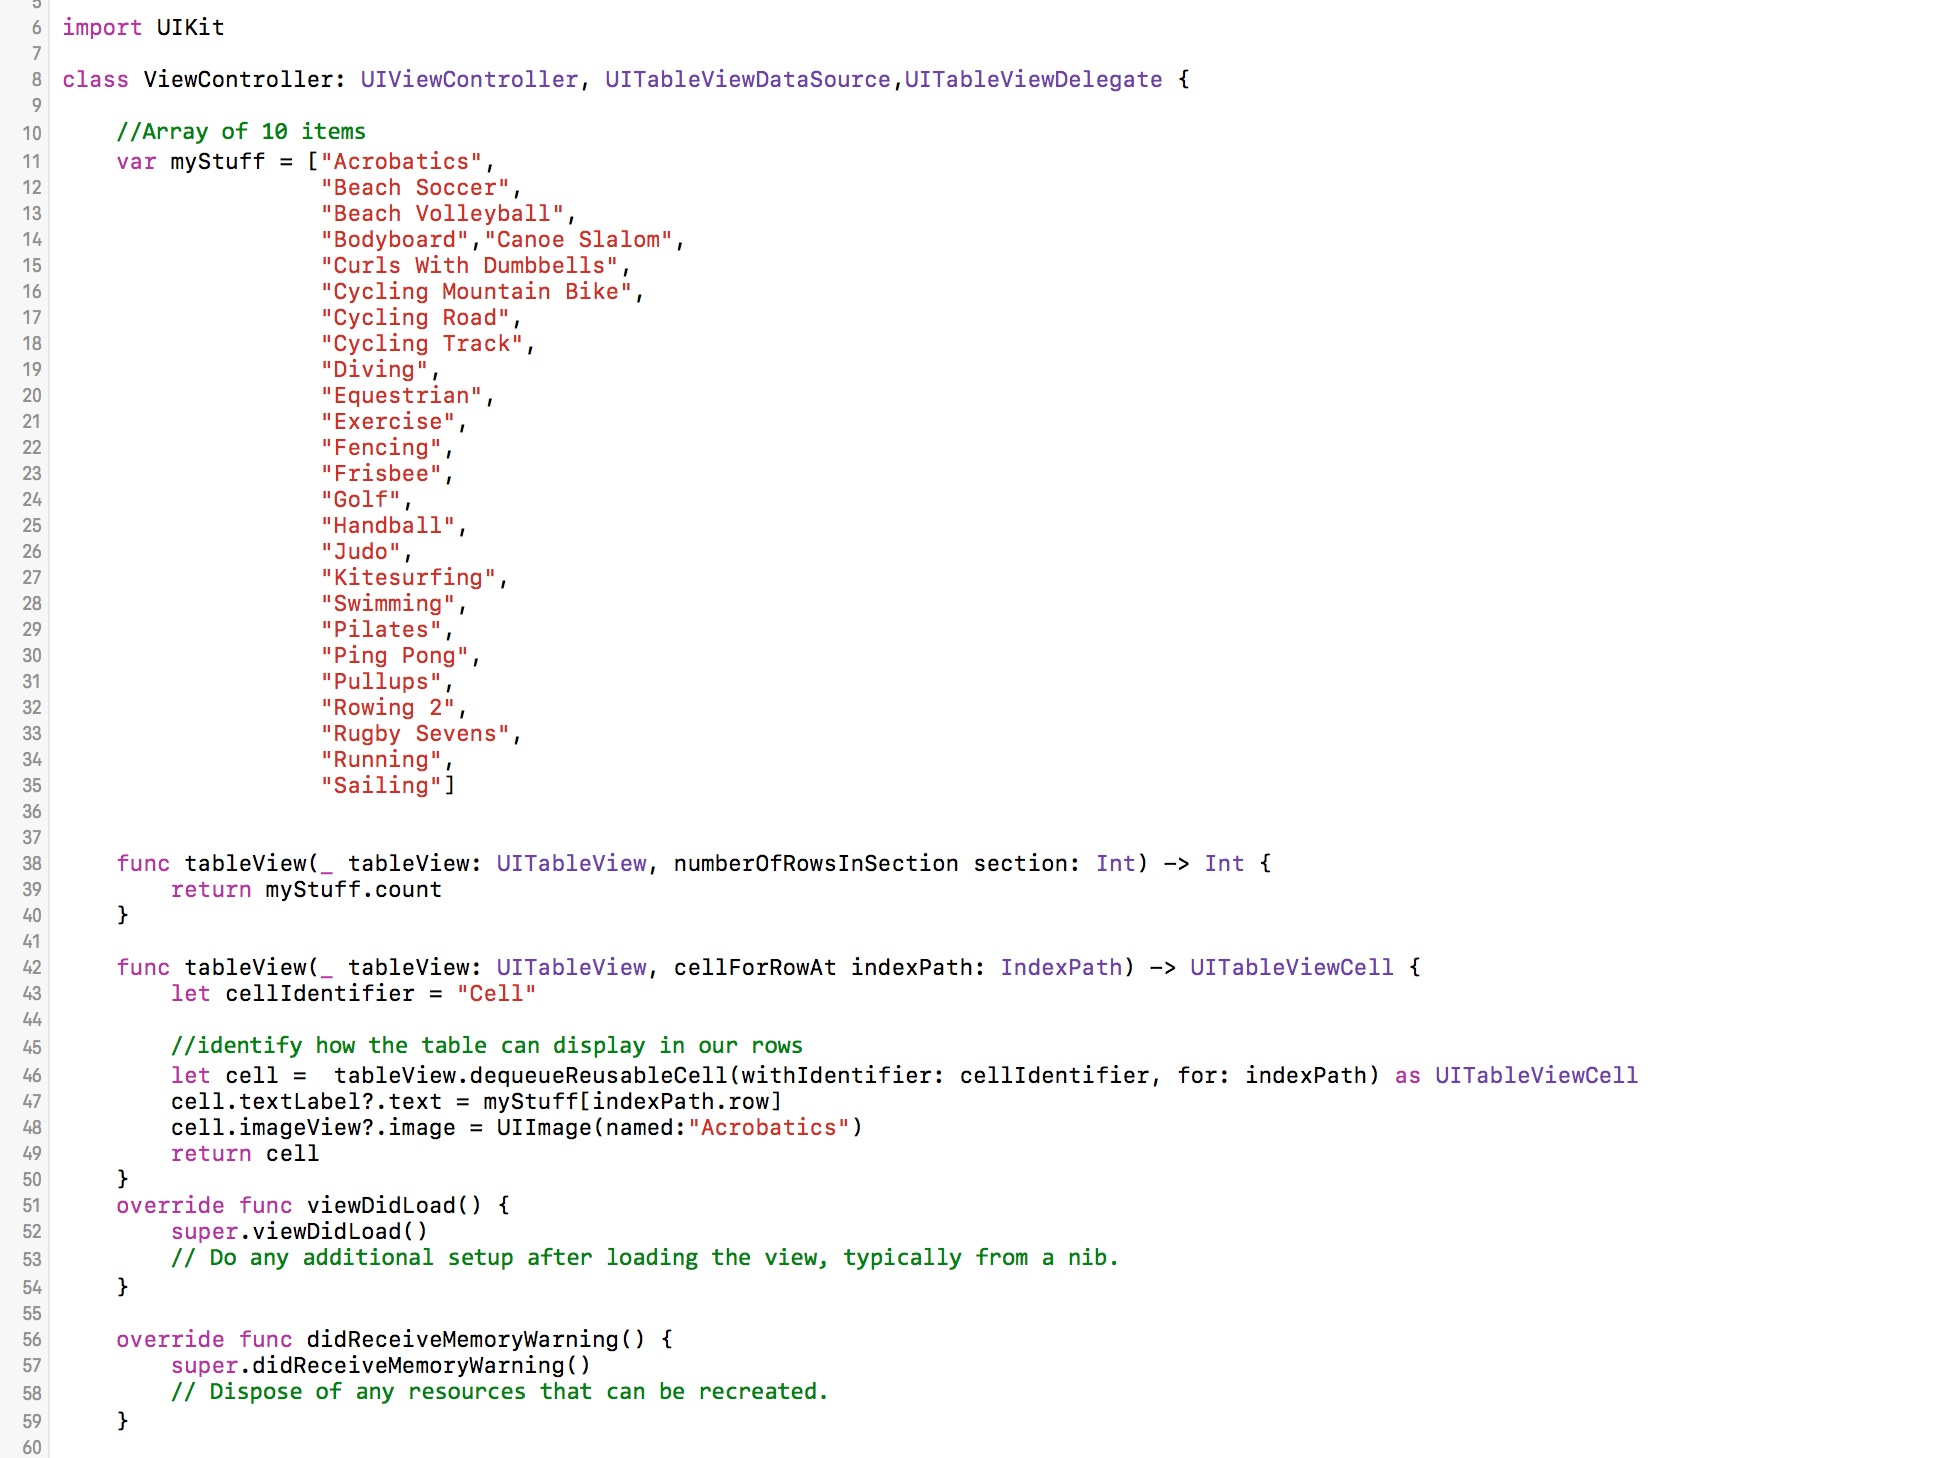 5
6 import UIKit
7
8 class ViewController: UIViewController, UITableViewDataSource,UITableViewDelegate {
9
10     //Array of 10 items
11     var myStuff = ["Acrobatics",
12                    "Beach Soccer",
13                    "Beach Volleyball",
14                    "Bodyboard","Canoe Slalom",
15                    "Curls With Dumbbells",
16                    "Cycling Mountain Bike",
17                    "Cycling Road",
18                    "Cycling Track",
19                    "Diving",
20                    "Equestrian",
21                    "Exercise",
22                    "Fencing",
23                    "Frisbee",
24                    "Golf",
25                    "Handball",
26                    "Judo",
27                    "Kitesurfing",
28                    "Swimming",
29                    "Pilates",
30                    "Ping Pong",
31                    "Pullups",
32                    "Rowing 2",
33                    "Rugby Sevens",
34                    "Running",
35                    "Sailing"]
36
37
38     func tableView(_ tableView: UITableView, numberOfRowsInSection section: Int) -> Int {
39         return myStuff.count
40     }
41
42     func tableView(_ tableView: UITableView, cellForRowAt indexPath: IndexPath) -> UITableViewCell {
43         let cellIdentifier = "Cell"
44
45         //identify how the table can display in our rows
46         let cell =  tableView.dequeueReusableCell(withIdentifier: cellIdentifier, for: indexPath) as UITableViewCell
47         cell.textLabel?.text = myStuff[indexPath.row]
48         cell.imageView?.image = UIImage(named:"Acrobatics")
49         return cell
50     }
51     override func viewDidLoad() {
52         super.viewDidLoad()
53         // Do any additional setup after loading the view, typically from a nib.
54     }
55
56     override func didReceiveMemoryWarning() {
57         super.didReceiveMemoryWarning()
58         // Dispose of any resources that can be recreated.
59     }
60